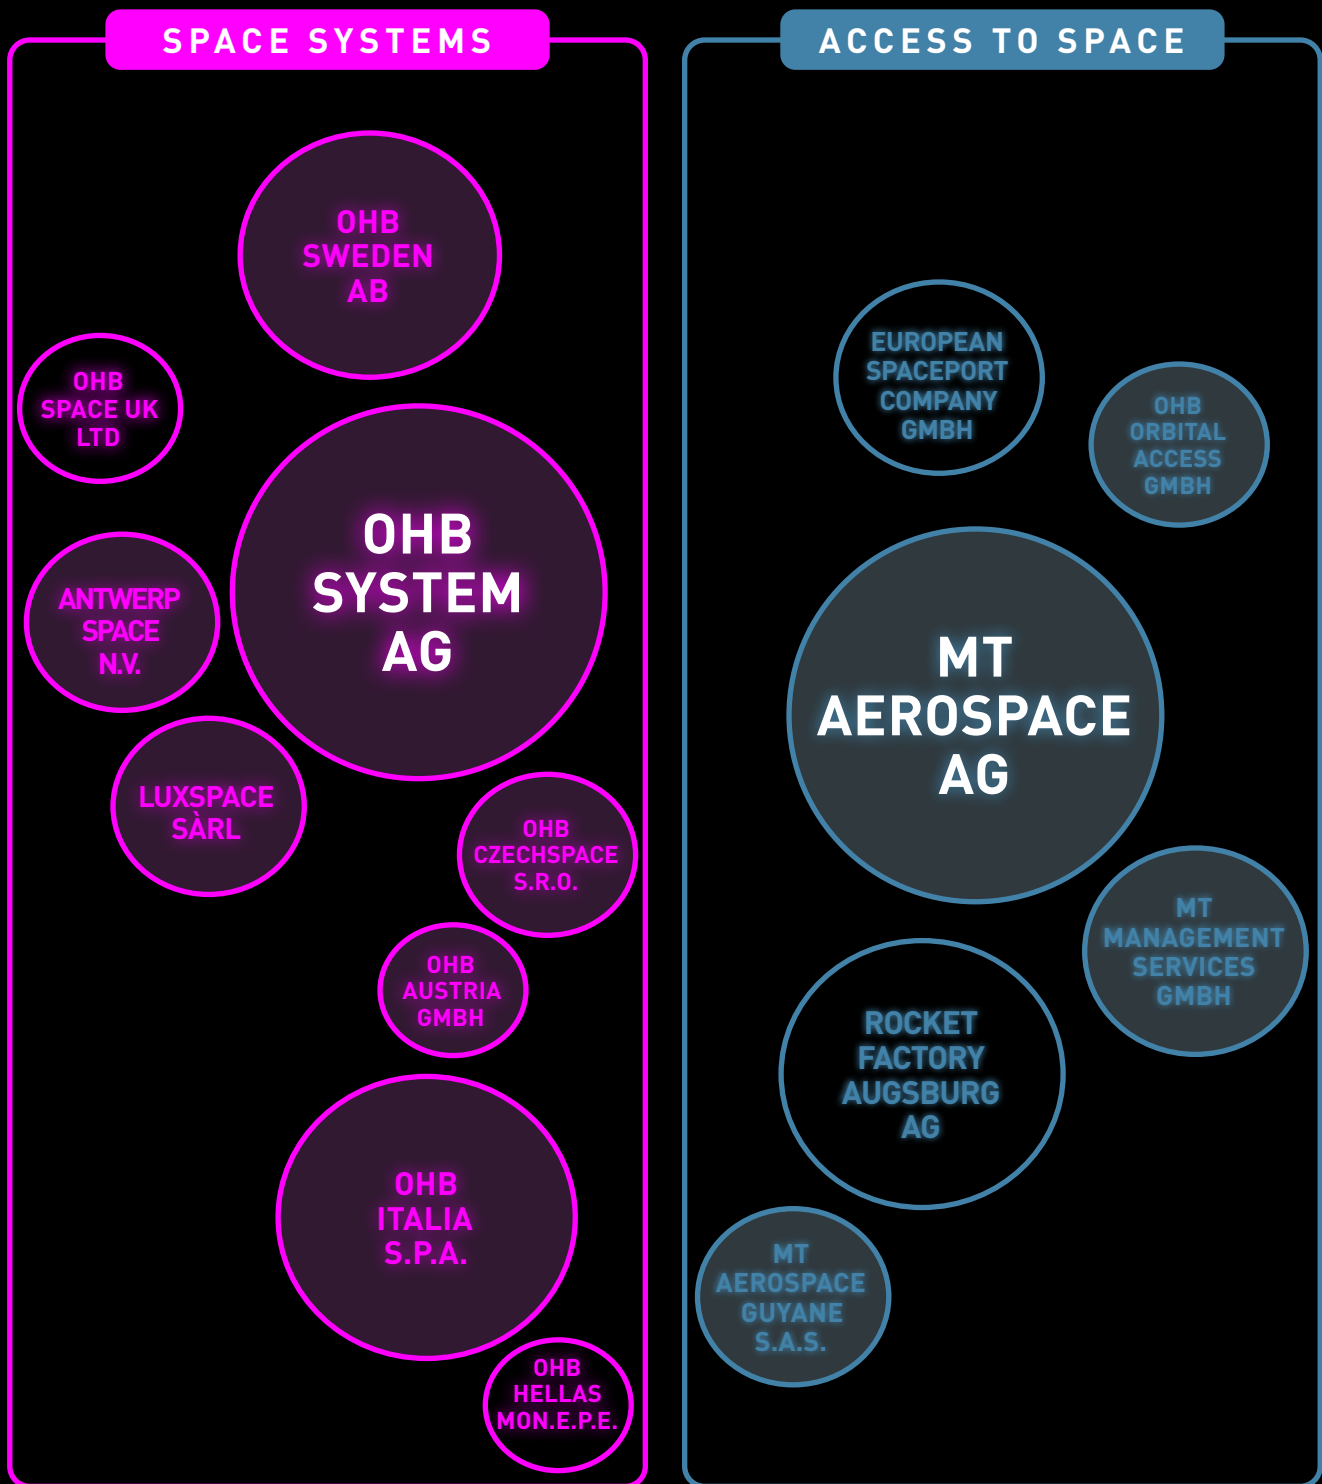 SPACE SYSTEMS
OHB
SWEDEN
AB
OHB
SPACE UK
LTD
OHB
SYSTEM
AG
ANTWERP
SPACE
N.V.
LUXSPACE
SÀRL
OHB
CZECHSPACE
S.R.O.
OHB
AUSTRIA
GMBH
OHB
ITALIA
S.P.A.
OHB
HELLAS
MON.E.P.E.
ACCESS TO SPACE
EUROPEAN
SPACEPORT
COMPANY
GMBH
OHB
ORBITAL
ACCESS
GMBH
MT
AEROSPACE
AG
MT
MANAGEMENT
SERVICES
GMBH
ROCKET
FACTORY
AUGSBURG
AG
MT
AEROSPACE
GUYANE
S.A.S.